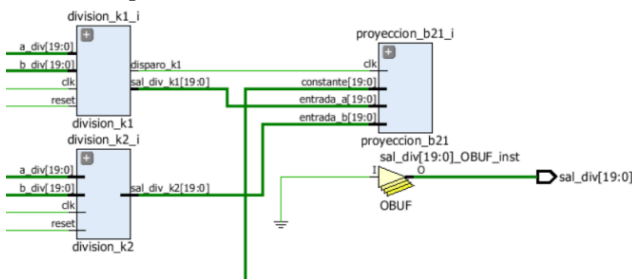 division_k1_i
a_div[19:0]
b_div[19:0]
clk
reset
disparo_k1
sal_div_k1[19:0]
division_k1
division_k2_i
a_div[19:0]
b_div[19:0]
clk
reset
sal_div_k2[19:0]
division_k2
proyeccion_b21_i
clk
constante[19:0]
entrada_a[19:0]
entrada_b[19:0]
proyeccion_b21
sal_div[19:0]_OBUF_inst
I
O
OBUF
sal_div[19:0]